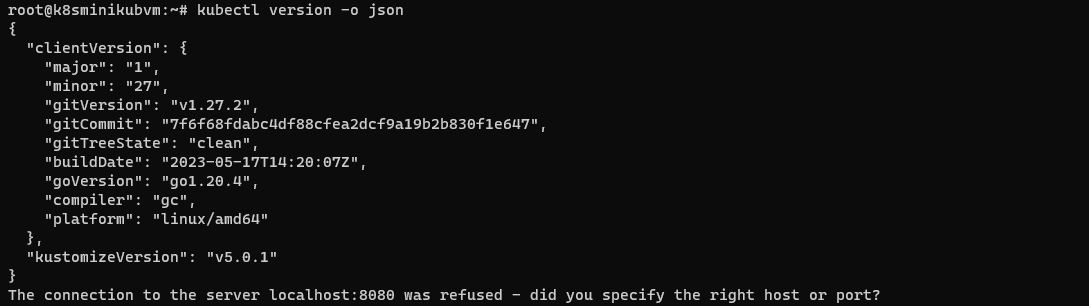 root@k8sminikubvm:~# kubectl version -o json
{
  "clientVersion": {
    "major": "1",
    "minor": "27",
    "gitVersion": "v1.27.2",
    "gitCommit": "7f6f68fdabc4df88cfea2dcf9a19b2b830f1e647",
    "gitTreeState": "clean",
    "buildDate": "2023-05-17T14:20:07Z",
    "goVersion": "go1.20.4",
    "compiler": "gc",
    "platform": "linux/amd64"
  },
  "kustomizeVersion": "v5.0.1"
}
The connection to the server localhost:8080 was refused - did you specify the right host or port?